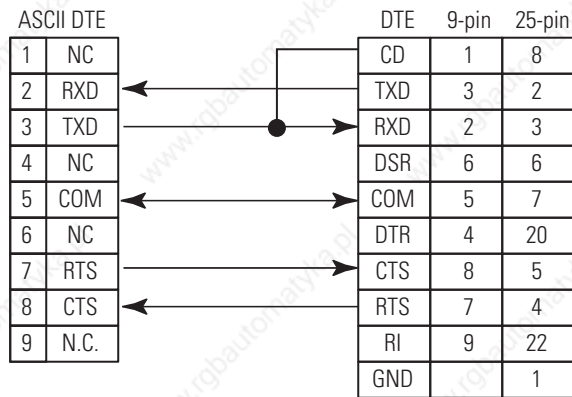 ASCII DTE DTE 9-pin 25-pin
1 NC CD 1 8
2 RXD TXD 3 2
3 TXD RXD 2 3
4 NC DSR 6 6
5 COM COM 5 7
6 NC DTR 4 20
7 RTS CTS 8 5
8 CTS RTS 7 4
9 N.C. RI 9 22
GND 1